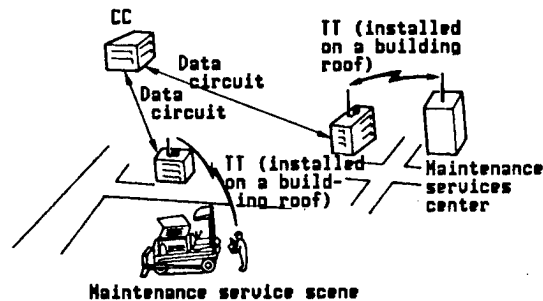 CC
TT (installed
on a building
roof)
Data
circuit
Data
circuit
TT (installed
on a build-
ing roof)
Maintenance
services
center
Maintenance service scene